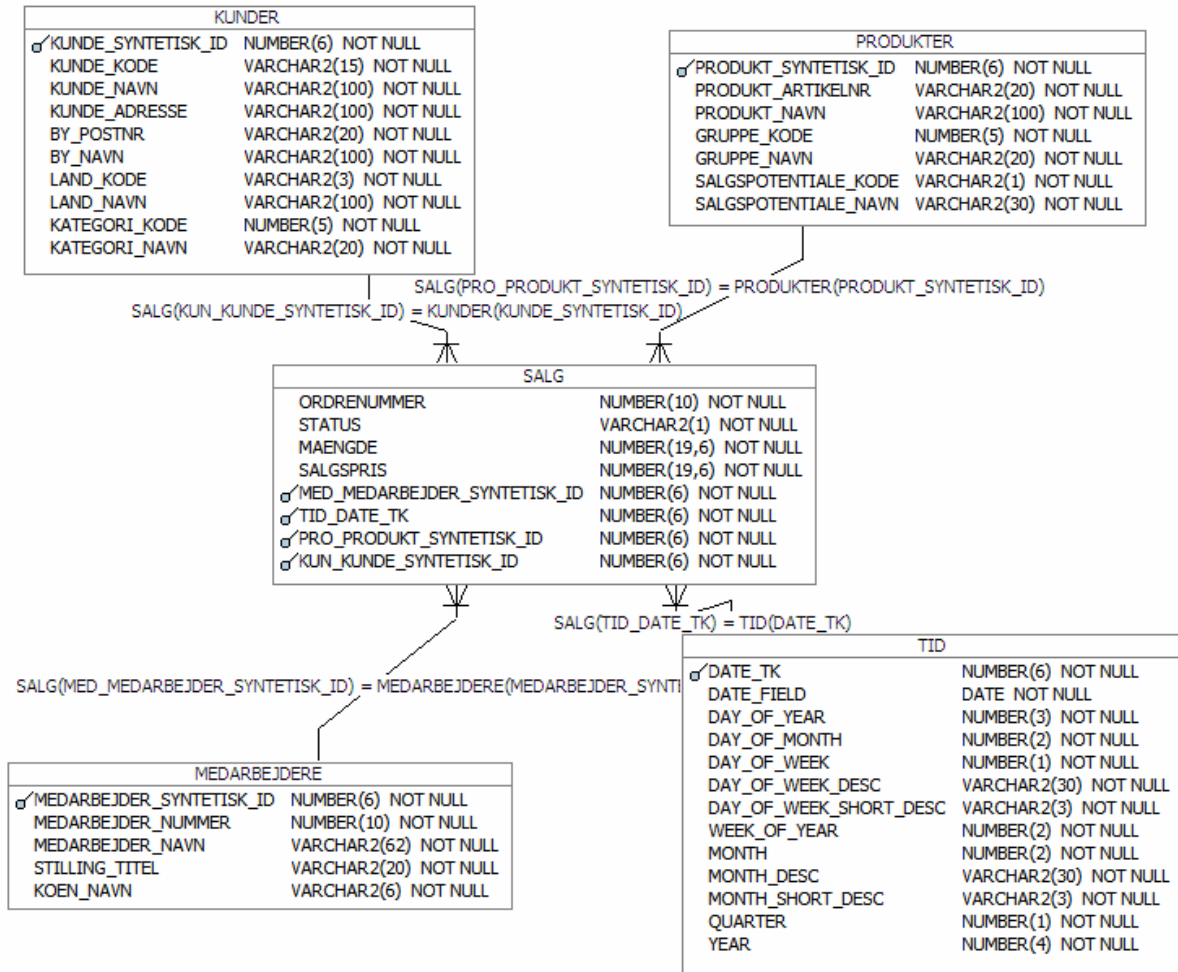 KUNDER
KUNDE_SYNTETISK_ID NUMBER(6) NOT NULL
KUNDE_KODE VARCHAR2(15) NOT NULL
KUNDE_NAVN VARCHAR2(100) NOT NULL
KUNDE_ADRESSE VARCHAR2(100) NOT NULL
BY_POSTNR VARCHAR2(20) NOT NULL
BY_NAVN VARCHAR2(100) NOT NULL
LAND_KODE VARCHAR2(3) NOT NULL
LAND_NAVN VARCHAR2(100) NOT NULL
KATEGORI_KODE NUMBER(5) NOT NULL
KATEGORI_NAVN VARCHAR2(20) NOT NULL
PRODUKTER
PRODUKT_SYNTETISK_ID NUMBER(6) NOT NULL
PRODUKT_ARTIKELNR VARCHAR2(20) NOT NULL
PRODUKT_NAVN VARCHAR2(100) NOT NULL
GRUPPE_KODE NUMBER(5) NOT NULL
GRUPPE_NAVN VARCHAR2(20) NOT NULL
SALGSPOTENTIALE_KODE VARCHAR2(1) NOT NULL
SALGSPOTENTIALE_NAVN VARCHAR2(30) NOT NULL
SALG(PRO_PRODUKT_SYNTETISK_ID) = PRODUKTER(PRODUKT_SYNTETISK_ID)
SALG(KUN_KUNDE_SYNTETISK_ID) = KUNDER(KUNDE_SYNTETISK_ID)
SALG
ORDRENUMMER NUMBER(10) NOT NULL
STATUS VARCHAR2(1) NOT NULL
MAENGDE NUMBER(19,6) NOT NULL
SALGSPRIS NUMBER(19,6) NOT NULL
MED_MEDARBEJDER_SYNTETISK_ID NUMBER(6) NOT NULL
TID_DATE_TK NUMBER(6) NOT NULL
PRO_PRODUKT_SYNTETISK_ID NUMBER(6) NOT NULL
KUN_KUNDE_SYNTETISK_ID NUMBER(6) NOT NULL
SALG(TID_DATE_TK) = TID(DATE_TK)
SALG(MED_MEDARBEJDER_SYNTETISK_ID) = MEDARBEJDERE(MEDARBEJDER_SYNTE
TID
DATE_TK NUMBER(6) NOT NULL
DATE_FIELD DATE NOT NULL
DAY_OF_YEAR NUMBER(3) NOT NULL
DAY_OF_MONTH NUMBER(2) NOT NULL
DAY_OF_WEEK NUMBER(1) NOT NULL
DAY_OF_WEEK_DESC VARCHAR2(30) NOT NULL
DAY_OF_WEEK_SHORT_DESC VARCHAR2(3) NOT NULL
WEEK_OF_YEAR NUMBER(2) NOT NULL
MONTH NUMBER(2) NOT NULL
MONTH_DESC VARCHAR2(30) NOT NULL
MONTH_SHORT_DESC VARCHAR2(3) NOT NULL
QUARTER NUMBER(1) NOT NULL
YEAR NUMBER(4) NOT NULL
MEDARBEJDERE
MEDARBEJDER_SYNTETISK_ID NUMBER(6) NOT NULL
MEDARBEJDER_NUMMER NUMBER(10) NOT NULL
MEDARBEJDER_NAVN VARCHAR2(62) NOT NULL
STILLING_TITEL VARCHAR2(20) NOT NULL
KOEN_NAVN VARCHAR2(6) NOT NULL